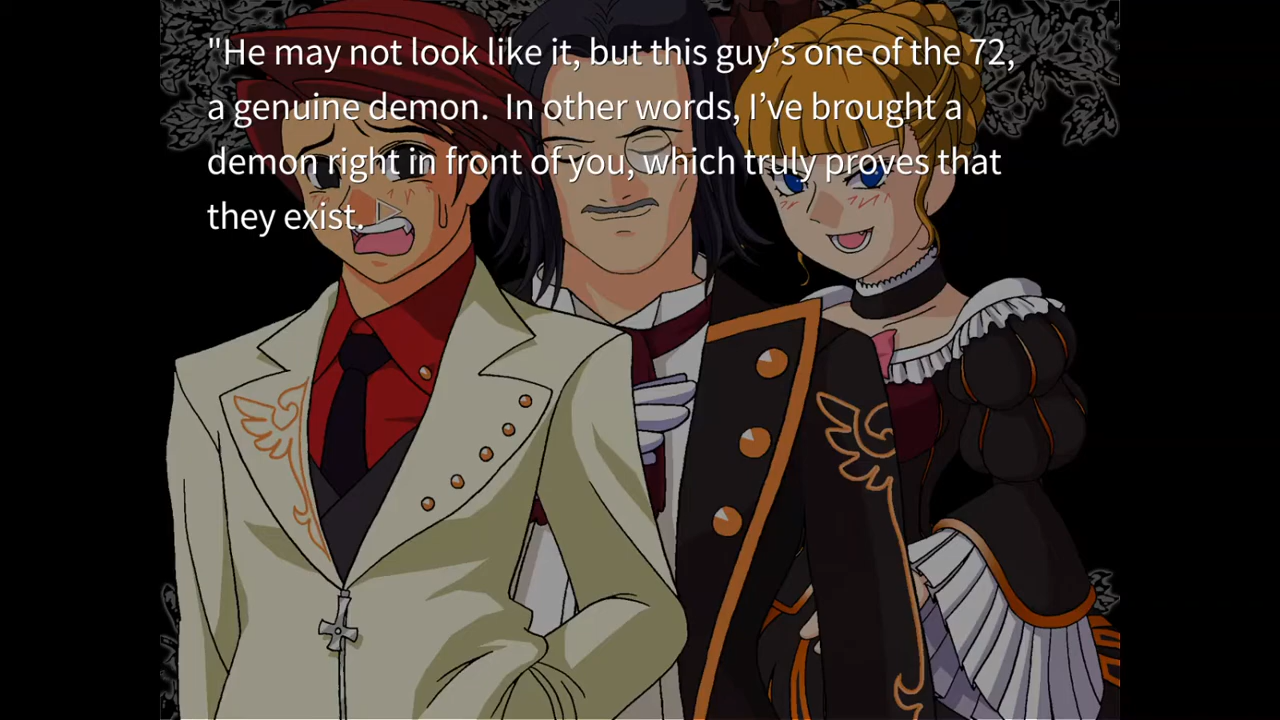 "He may not look like it, but this guy’s one of the 72,
a genuine demon.  In other words, I’ve brought a
demon right in front of you, which truly proves that
they exist.